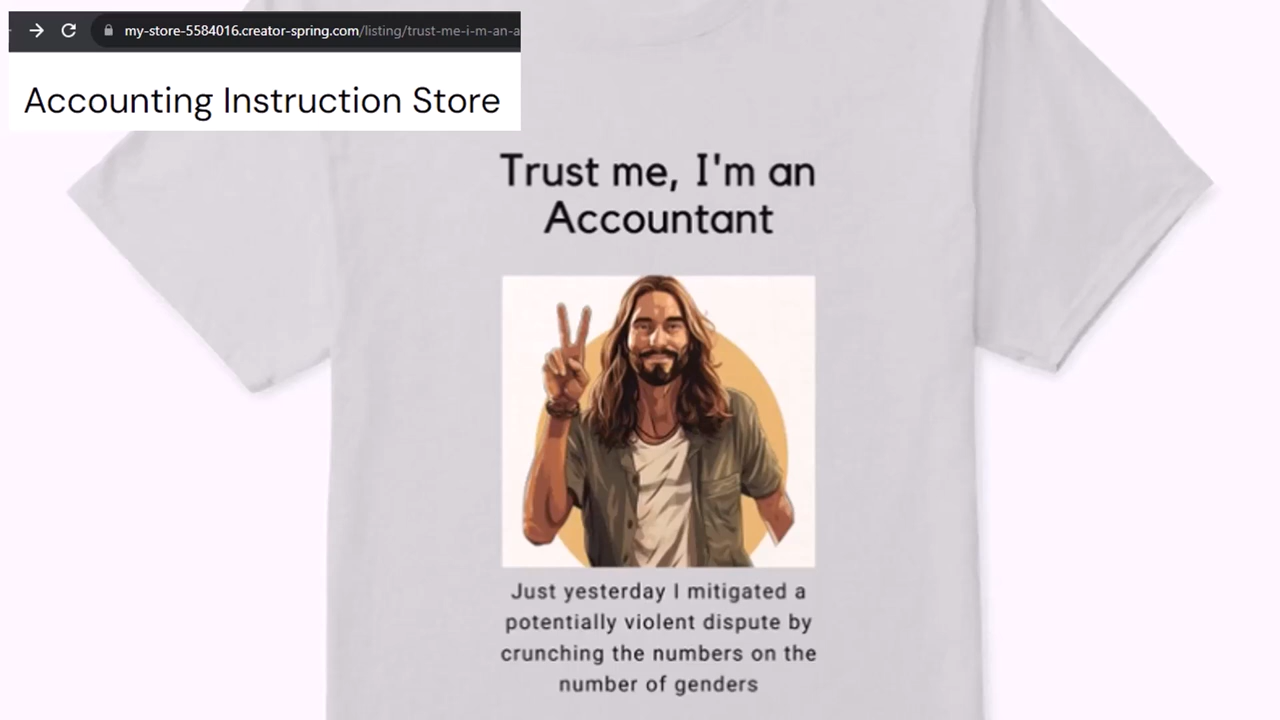 my-store-5584016.creator-spring.com/listing/trust-me-i-m-an-a
Accounting Instruction Store
Trust me, I'm an
Accountant
Just yesterday I mitigated a
potentially violent dispute by
crunching the numbers on the
number of genders